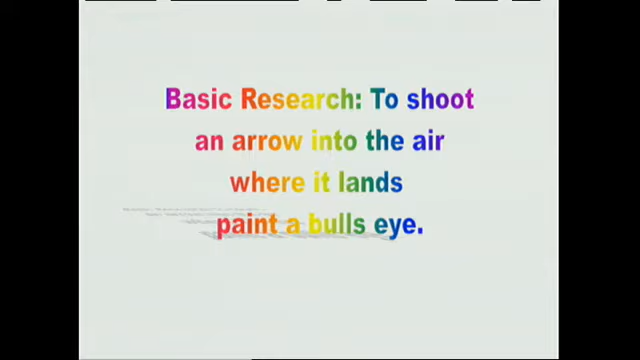 Basic Research: To shoot
an arrow into the air
where it lands
paint a bulls eye.